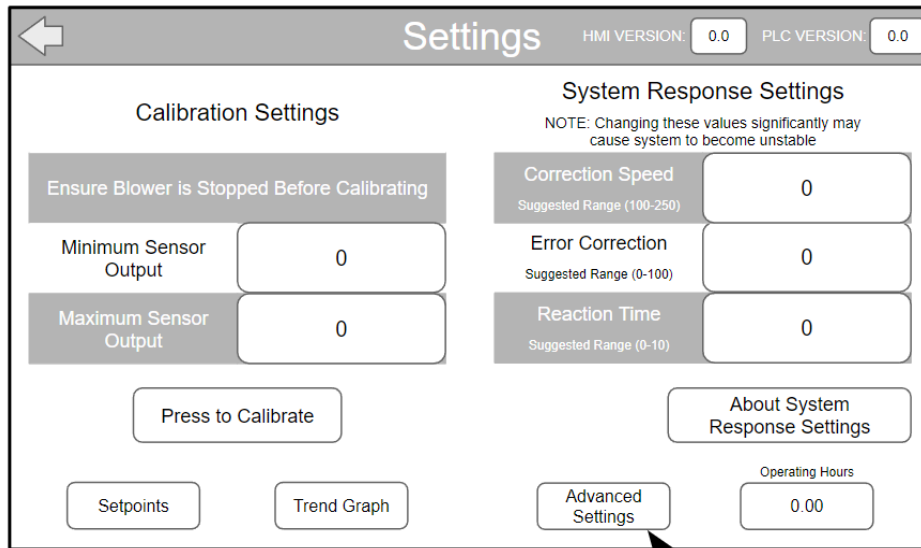 Settings
HMI VERSION:
0.0
PLC VERSION:
0.0
Calibration Settings
Ensure Blower is Stopped Before Calibrating
Minimum Sensor
Output
0
Maximum Sensor
Output
0
Press to Calibrate
Setpoints
Trend Graph
System Response Settings
NOTE: Changing these values significantly may
cause system to become unstable
Correction Speed
Suggested Range (100-250)
0
Error Correction
Suggested Range (0-100)
0
Reaction Time
Suggested Range (0-10)
0
About System
Response Settings
Advanced
Settings
Operating Hours
0.00